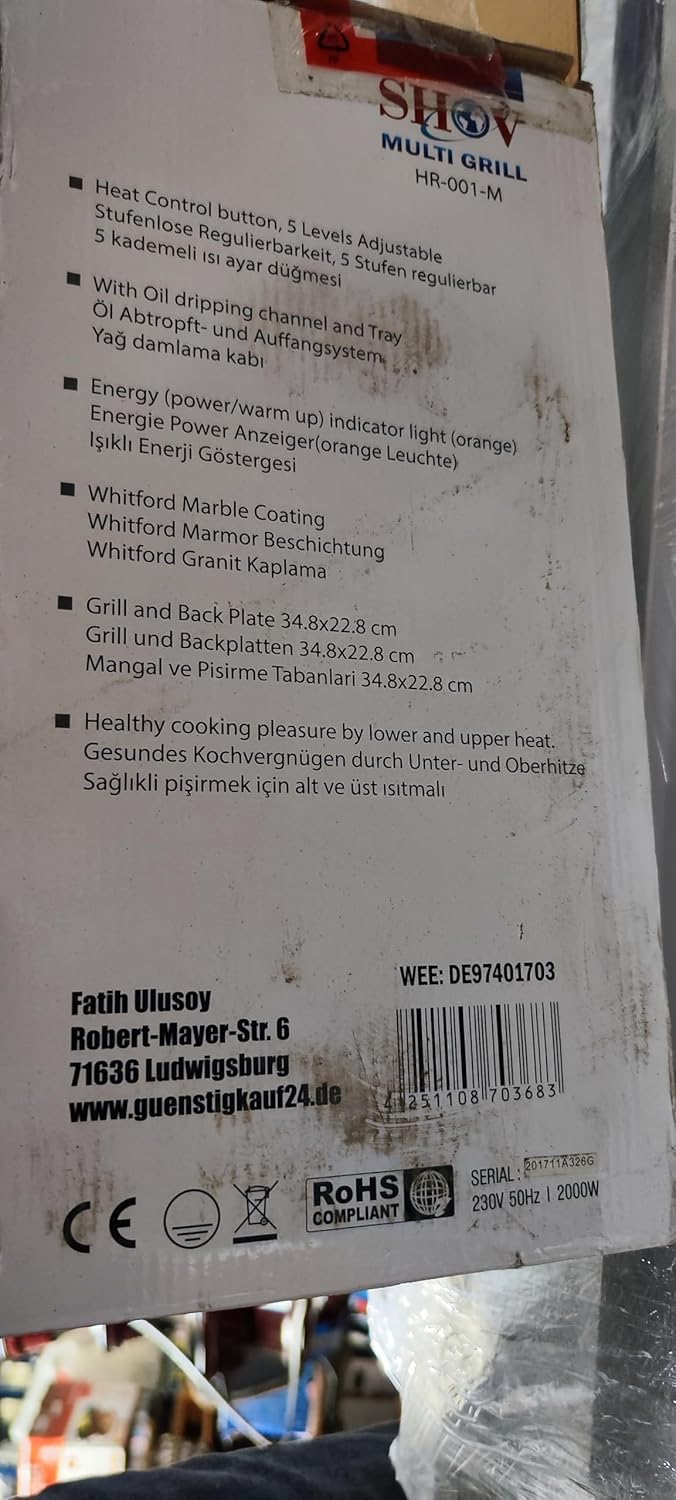 SHOV
MULTI GRILL
HR-001-M
■ Heat Control button, 5 Levels Adjustable
Stufenlose Regulierbarkeit, 5 Stufen regulierbar
5 kademeli ısı ayar düğmesi
■ With Oil dripping channel and Tray
Öl Abtropft- und Auffangsystem
Yağ damlama kabı
■ Energy (power/warm up) indicator light (orange)
Energie Power Anzeiger(orange Leuchte)
Işıklı Enerji Göstergesi
■ Whitford Marble Coating
Whitford Marmor Beschichtung
Whitford Granit Kaplama
■ Grill and Back Plate 34.8x22.8 cm
Grill und Backplatten 34.8x22.8 cm
Mangal ve Pisirme Tabanlari 34.8x22.8 cm
■ Healthy cooking pleasure by lower and upper heat.
Gesundes Kochvergnügen durch Unter- und Oberhitze
Sağlıkli pişirmek için alt ve üst ısıtmalı
Fatih Ulusoy
Robert-Mayer-Str. 6
71636 Ludwigsburg
www.guenstigkauf24.de
WEE: DE97401703
4 251108 703683
CE
RoHS
COMPLIANT
SERIAL: 201711A326G
230V 50Hz | 2000W